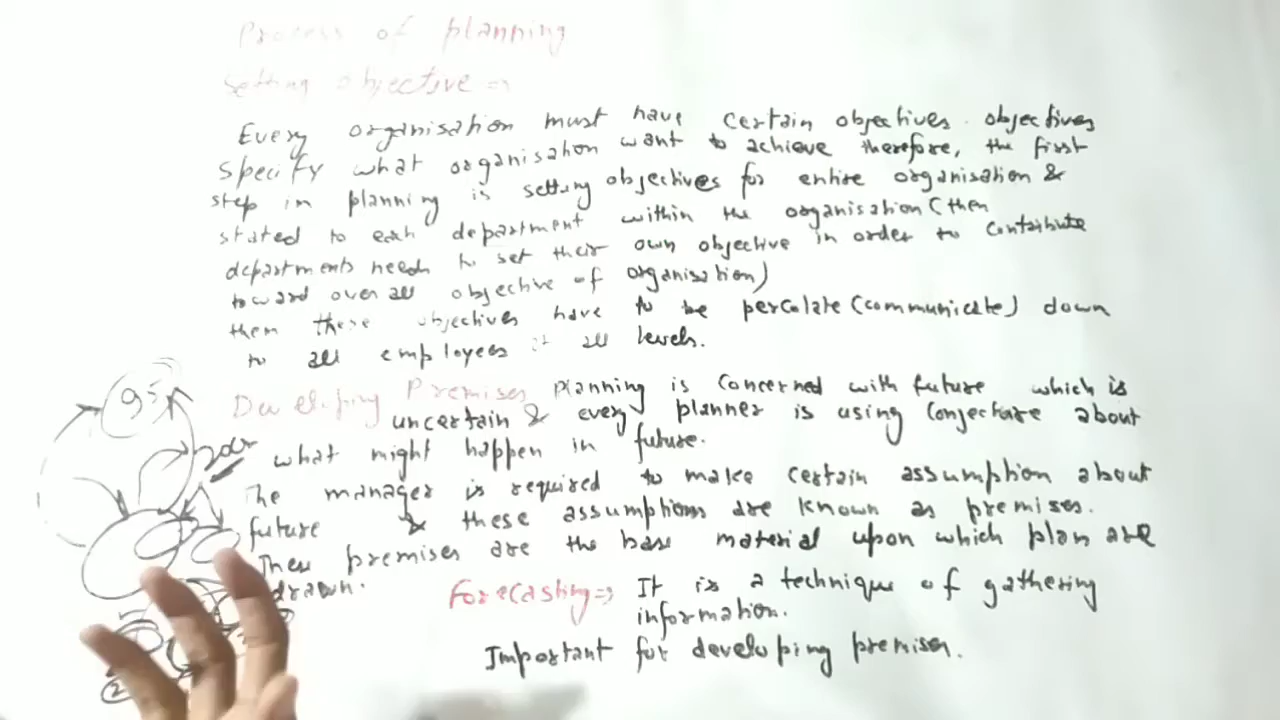 Process of planning
Setting objective =>
Every organisation must have certain objectives. objectives
specify what organisation want to achieve therefore, the first
step in planning is setting objectives for entire organisation &
stated to each department within the organisation (then
departments needs to set their own objective in order to contribute
toward over all objective of organisation)
then these objectives have to be percolate (communicate) down
to all employees at all levels.
Developing Premises planning is concerned with future which is
uncertain & every planner is using conjecture about
what might happen in future.
The manager is required to make certain assumption about
future & these assumptions are known as premises.
These premises are the base material upon which plan are
drawn.
Forecasting => It is a technique of gathering
information.
Important for developing premises.